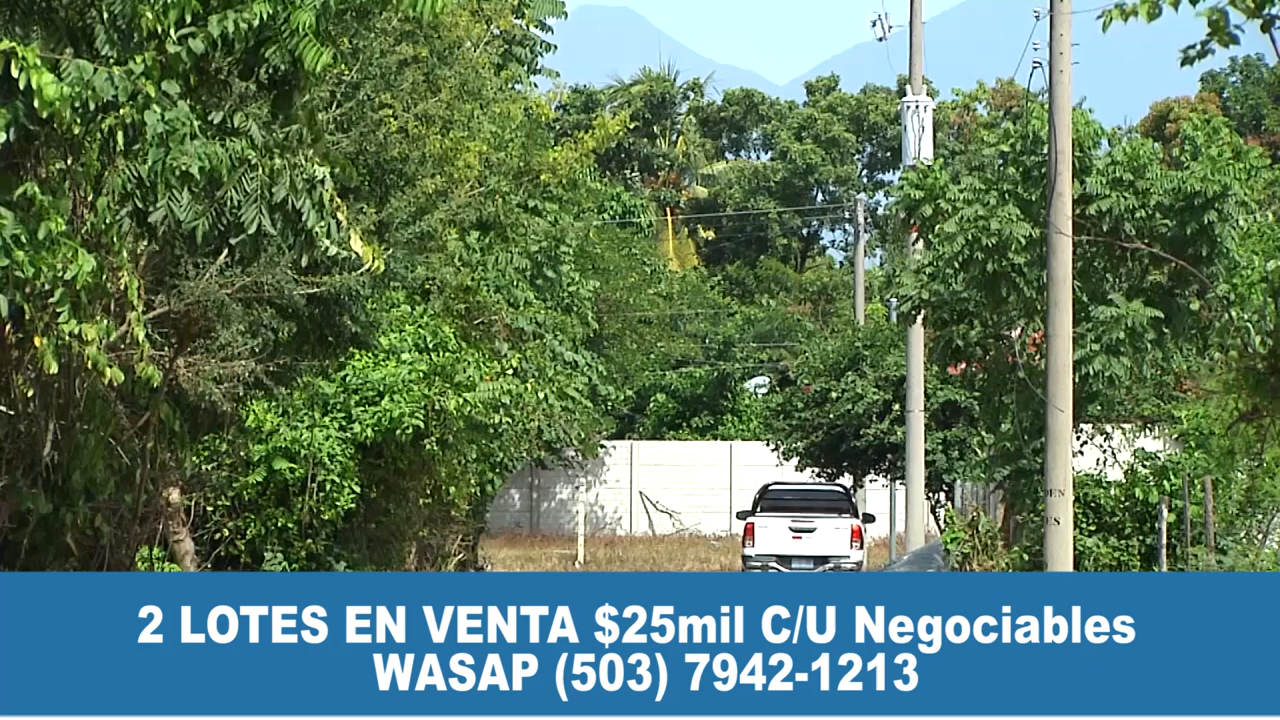 2 LOTES EN VENTA $25mil C/U Negociables
WASAP (503) 7942-1213